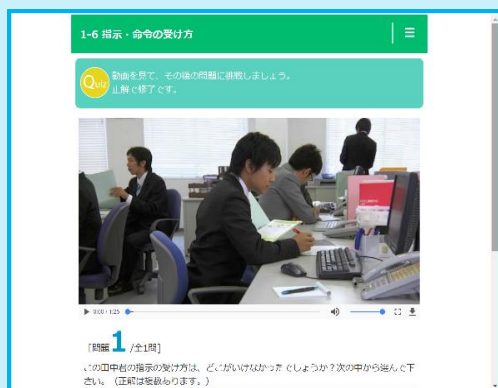 1-6 指示・命令の受け方
Quiz
動画を見て、その後の問題に挑戦しましょう。
正解で修了です。
0:00 / 1:25
[問題 1 /全1問]
この田中君の指示の受け方は、どこがいけなかったでしょうか？次の中から選んで下
さい。（正解は複数あります。）